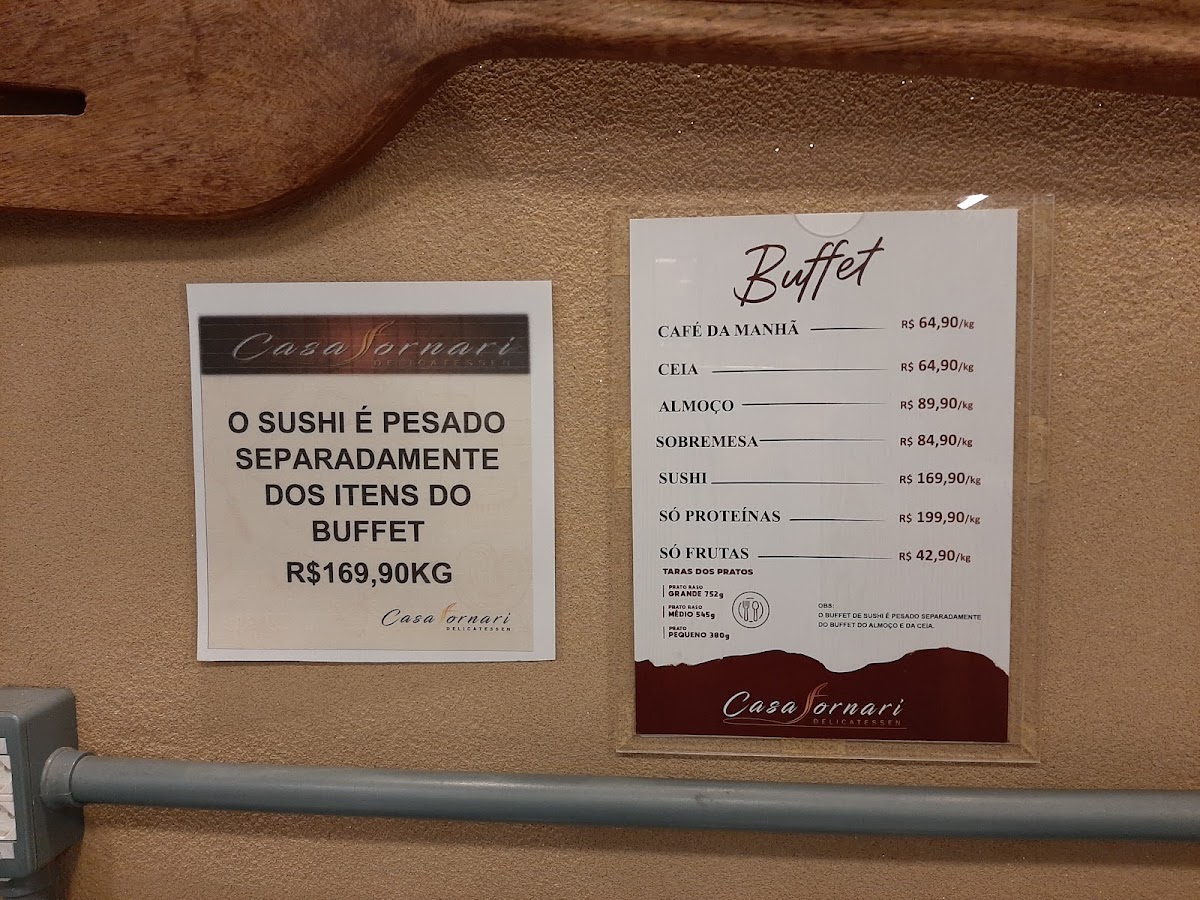 Casa Fornari
DELICATESSEN
O SUSHI É PESADO
SEPARADAMENTE
DOS ITENS DO
BUFFET
R$169,90KG
Casa Fornari
DELICATESSEN
Buffet
CAFÉ DA MANHÃ R$ 64,90/kg
CEIA R$ 64,90/kg
ALMOÇO R$ 89,90/kg
SOBREMESA R$ 84,90/kg
SUSHI R$ 169,90/kg
SÓ PROTEÍNAS R$ 199,90/kg
SÓ FRUTAS R$ 42,90/kg
TARAS DOS PRATOS
PRATO RASO
GRANDE 752g
PRATO RASO
MÉDIO 545g
PRATO
PEQUENO 380g
OBS:
O BUFFET DE SUSHI É PESADO SEPARADAMENTE
DO BUFFET DO ALMOÇO E DA CEIA.
Casa Fornari
DELICATESSEN